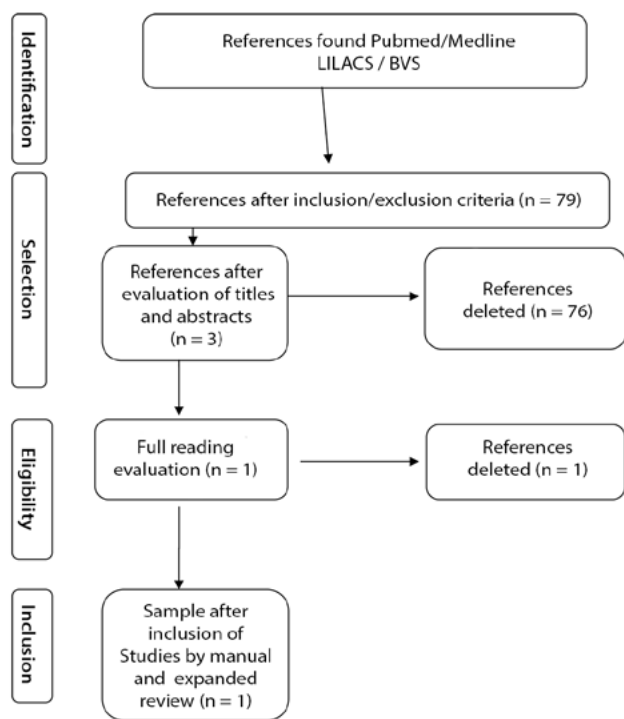 Identification
References found Pubmed/Medline
LILACS / BVS
Selection
References after inclusion/exclusion criteria (n = 79)
References after
evaluation of titles
and abstracts
(n = 3)
References
deleted (n = 76)
Eligibility
Full reading
evaluation (n = 1)
References
deleted (n = 1)
Inclusion
Sample after
inclusion of
Studies by manual
and expanded
review (n = 1)